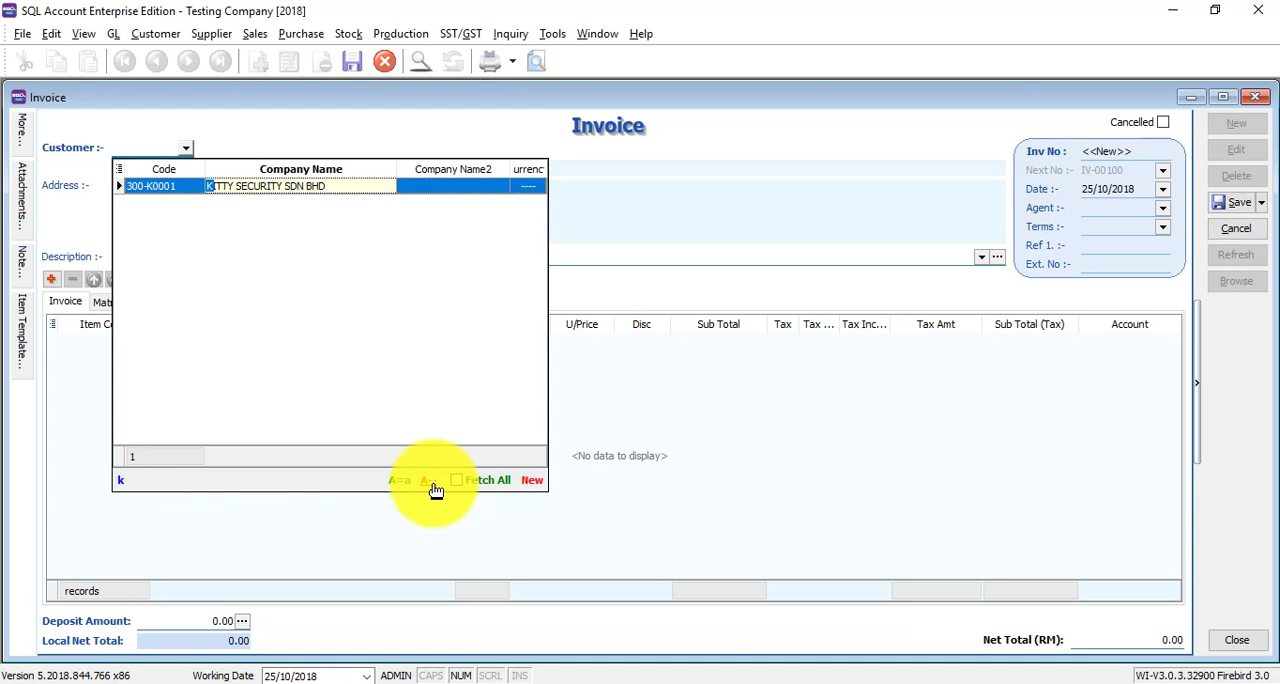 SQL Account Enterprise Edition - Testing Company [2018]
File Edit View GL Customer Supplier Sales Purchase Stock Production SST/GST Inquiry Tools Window Help
Invoice
More...
Attachments...
Note...
Item Template...
Invoice
Cancelled
Customer :-
Address :-
Description :-
Code Company Name Company Name2 urrenc
300-K0001 KITTY SECURITY SDN BHD ----
1
k A=a Fetch All New
Inv No : <<New>>
Next No :- IV-00100
Date :- 25/10/2018
Agent :-
Terms :-
Ref 1. :-
Ext. No :-
New
Edit
Delete
Save
Cancel
Refresh
Browse
Invoice Mat
Item C U/Price Disc Sub Total Tax Tax ... Tax Inc... Tax Amt Sub Total (Tax) Account
<No data to display>
records
Deposit Amount: 0.00
Local Net Total: 0.00
Net Total (RM): 0.00
Close
Version 5.2018.844.766 x86 Working Date 25/10/2018 ADMIN CAPS NUM SCRL INS WI-V3.0.3.32900 Firebird 3.0